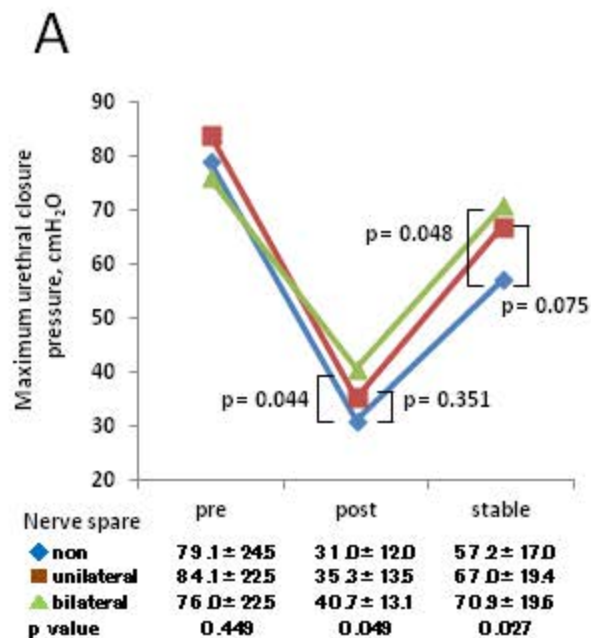 A
Maximum urethral closure
pressure, cmH2O
90
80
70
60
50
40
30
20
p= 0.048
p= 0.075
p= 0.044
p= 0.351
pre post stable
Nerve spare
non 79.1± 24.5 31.0± 12.0 57.2± 17.0
unilateral 84.1± 22.5 35.3± 13.5 67.0± 19.4
bilateral 76.0± 22.5 40.7± 13.1 70.9± 19.6
p value 0.449 0.049 0.027